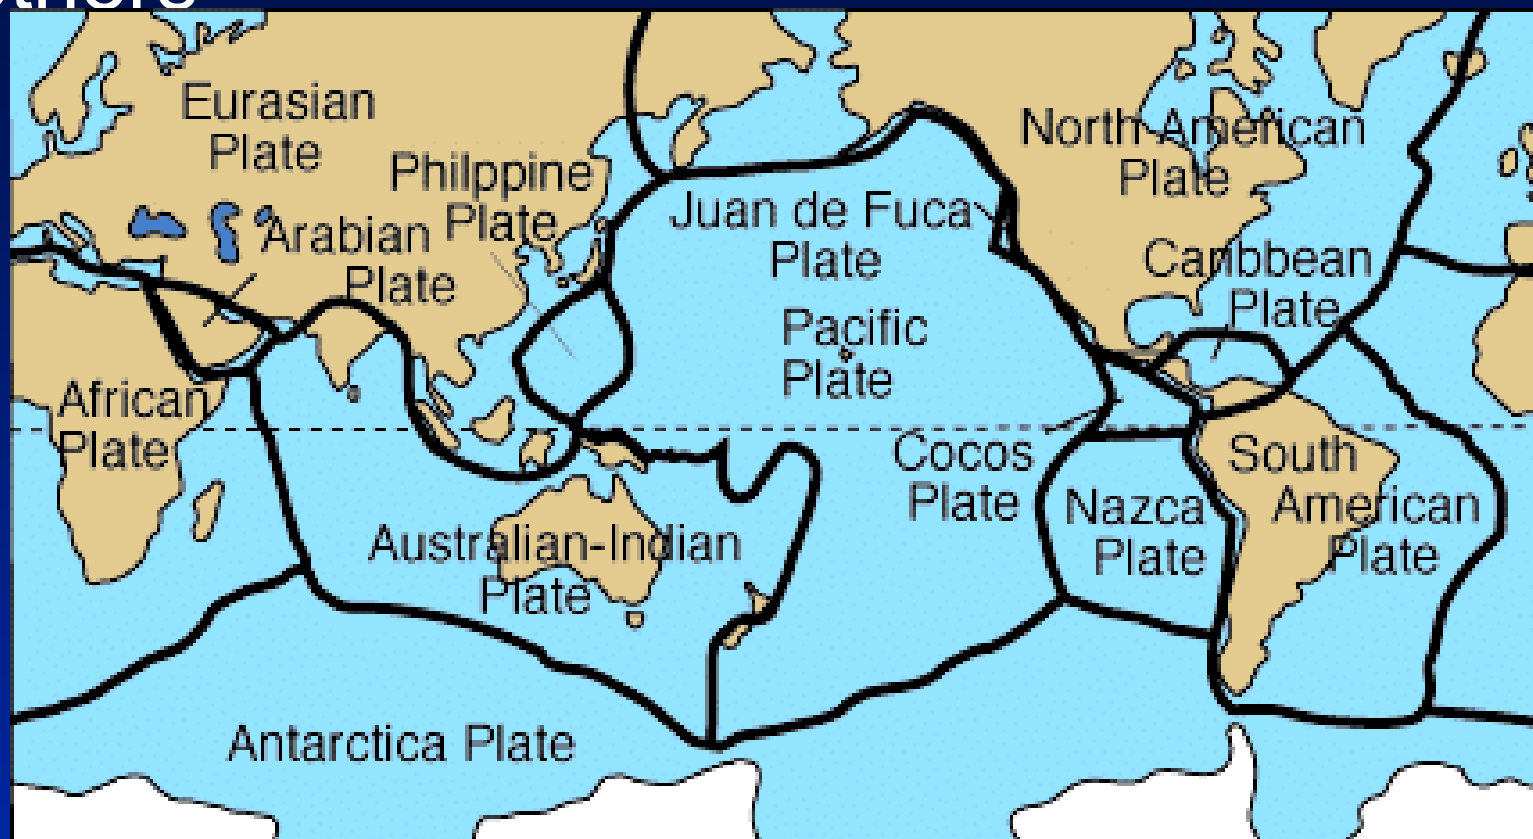 Eurasian
Plate
Philppine
Plate
Arabian
Plate
North American
Plate
Juan de Fuca
Plate
Caribbean
Plate
Pacific
Plate
African
Plate
Cocos
Plate
Nazca
Plate
South
American
Plate
Australian-Indian
Plate
Antarctica Plate